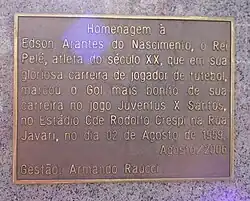 Homenagem à
Edson Arantes do Nascimento, o Rei
Pelé, atleta do século XX, que em sua
gloriosa carreira de jogador de futebol,
marcou o Gol mais bonito de sua
carreira no jogo Juventus X Santos,
no Estádio Cde Rodolfo Crespi na Rua
Javari, no dia 02 de Agosto de 1959.
Agosto/2006
Gestão: Armando Raucci